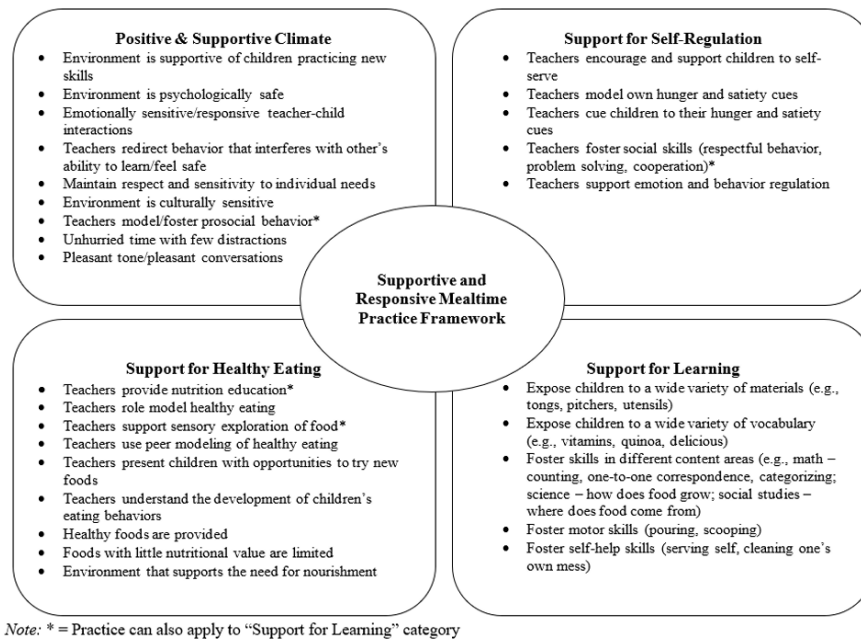 Positive & Supportive Climate
• Environment is supportive of children practicing new
skills
• Environment is psychologically safe
• Emotionally sensitive/responsive teacher-child
interactions
• Teachers redirect behavior that interferes with other's
ability to learn/feel safe
• Maintain respect and sensitivity to individual needs
• Environment is culturally sensitive
• Teachers model/foster prosocial behavior*
• Unhurried time with few distractions
• Pleasant tone/pleasant conversations
Support for Self-Regulation
• Teachers encourage and support children to self-
serve
• Teachers model own hunger and satiety cues
• Teachers cue children to their hunger and satiety
cues
• Teachers foster social skills (respectful behavior,
problem solving, cooperation)*
• Teachers support emotion and behavior regulation
Supportive and
Responsive Mealtime
Practice Framework
Support for Healthy Eating
• Teachers provide nutrition education*
• Teachers role model healthy eating
• Teachers support sensory exploration of food*
• Teachers use peer modeling of healthy eating
• Teachers present children with opportunities to try new
foods
• Teachers understand the development of children's
eating behaviors
• Healthy foods are provided
• Foods with little nutritional value are limited
• Environment that supports the need for nourishment
Support for Learning
• Expose children to a wide variety of materials (e.g.,
tongs, pitchers, utensils)
• Expose children to a wide variety of vocabulary
(e.g., vitamins, quinoa, delicious)
• Foster skills in different content areas (e.g., math –
counting, one-to-one correspondence, categorizing;
science – how does food grow; social studies –
where does food come from)
• Foster motor skills (pouring, scooping)
• Foster self-help skills (serving self, cleaning one's
own mess)
Note: * = Practice can also apply to "Support for Learning" category